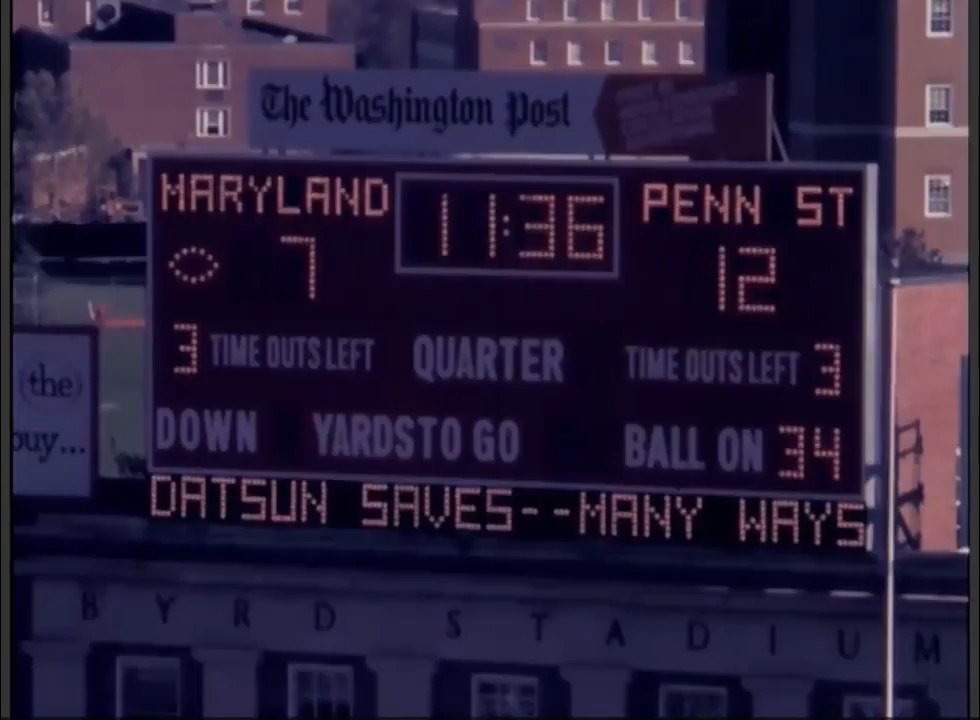 The Washington Post
MARYLAND 11:36 PENN ST
7 12
3 TIME OUTS LEFT QUARTER TIME OUTS LEFT 3
DOWN YARDS TO GO BALL ON 34
DATSUN SAVES--MANY WAYS
(the)
buy...
BYRD STADIUM